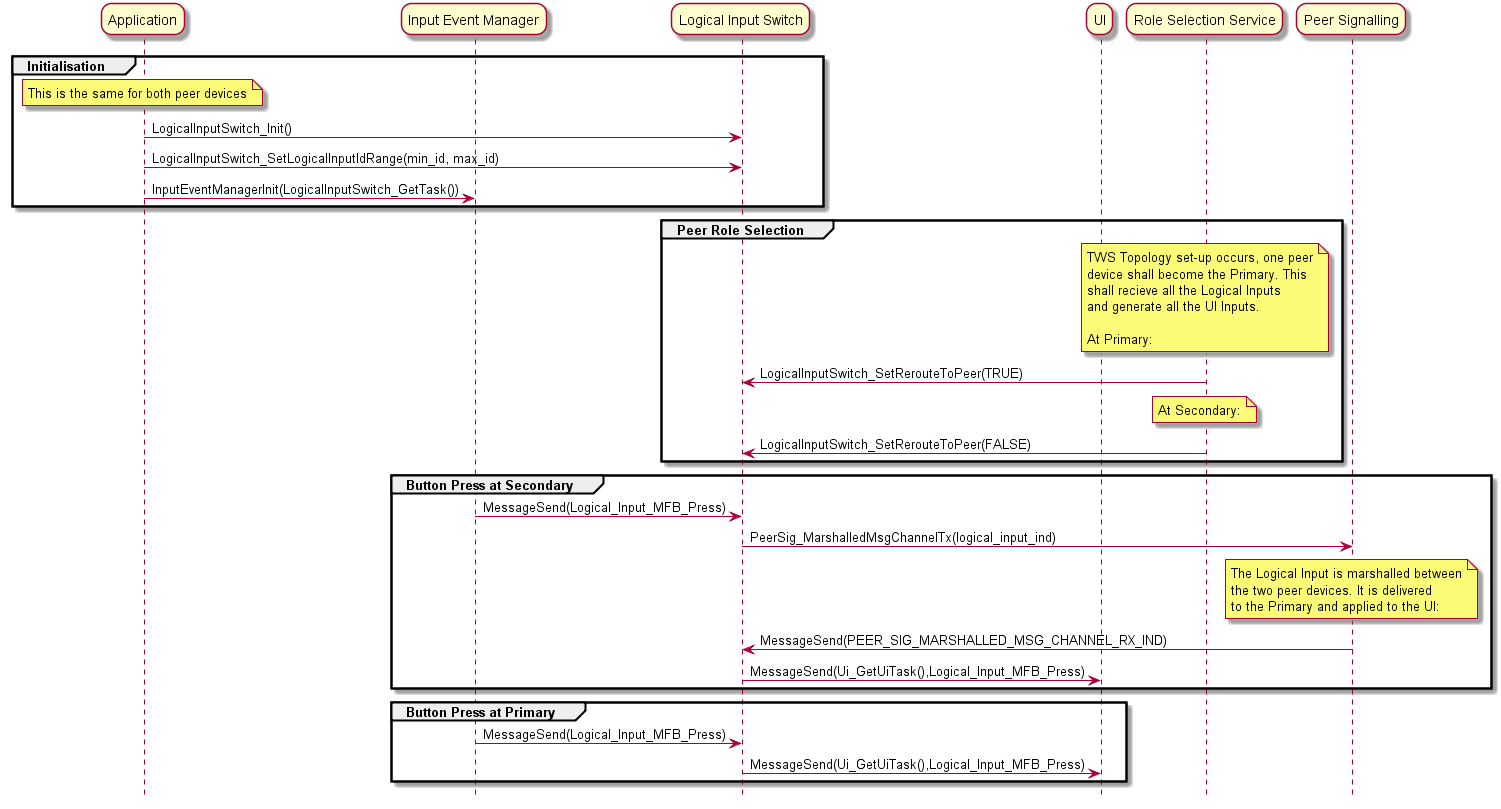 Application
Input Event Manager
Logical Input Switch
UI
Role Selection Service
Peer Signalling
Initialisation
This is the same for both peer devices
LogicalInputSwitch_Init()
LogicalInputSwitch_SetLogicalInputIdRange(min_id, max_id)
InputEventManagerInit(LogicalInputSwitch_GetTask())
Peer Role Selection
TWS Topology set-up occurs, one peer
device shall become the Primary. This
shall recieve all the Logical Inputs
and generate all the UI Inputs.
At Primary:
LogicalInputSwitch_SetRerouteToPeer(TRUE)
At Secondary:
LogicalInputSwitch_SetRerouteToPeer(FALSE)
Button Press at Secondary
MessageSend(Logical_Input_MFB_Press)
PeerSig_MarshalledMsgChannelTx(logical_input_ind)
The Logical Input is marshalled between
the two peer devices. It is delivered
to the Primary and applied to the UI:
MessageSend(PEER_SIG_MARSHALLED_MSG_CHANNEL_RX_IND)
MessageSend(Ui_GetUiTask(),Logical_Input_MFB_Press)
Button Press at Primary
MessageSend(Logical_Input_MFB_Press)
MessageSend(Ui_GetUiTask(),Logical_Input_MFB_Press)